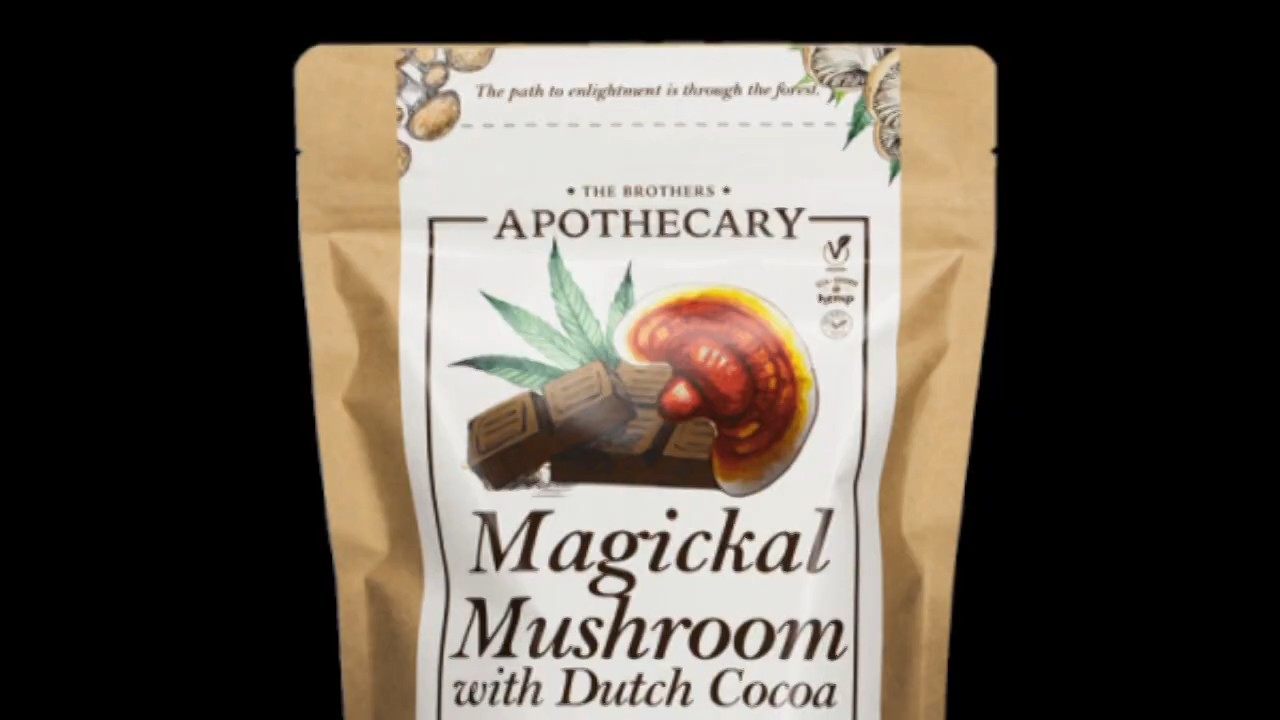 The path to enlightment is through the forest.
• THE BROTHERS •
APOTHECARY
hemp
Magickal
Mushroom
with Dutch Cocoa